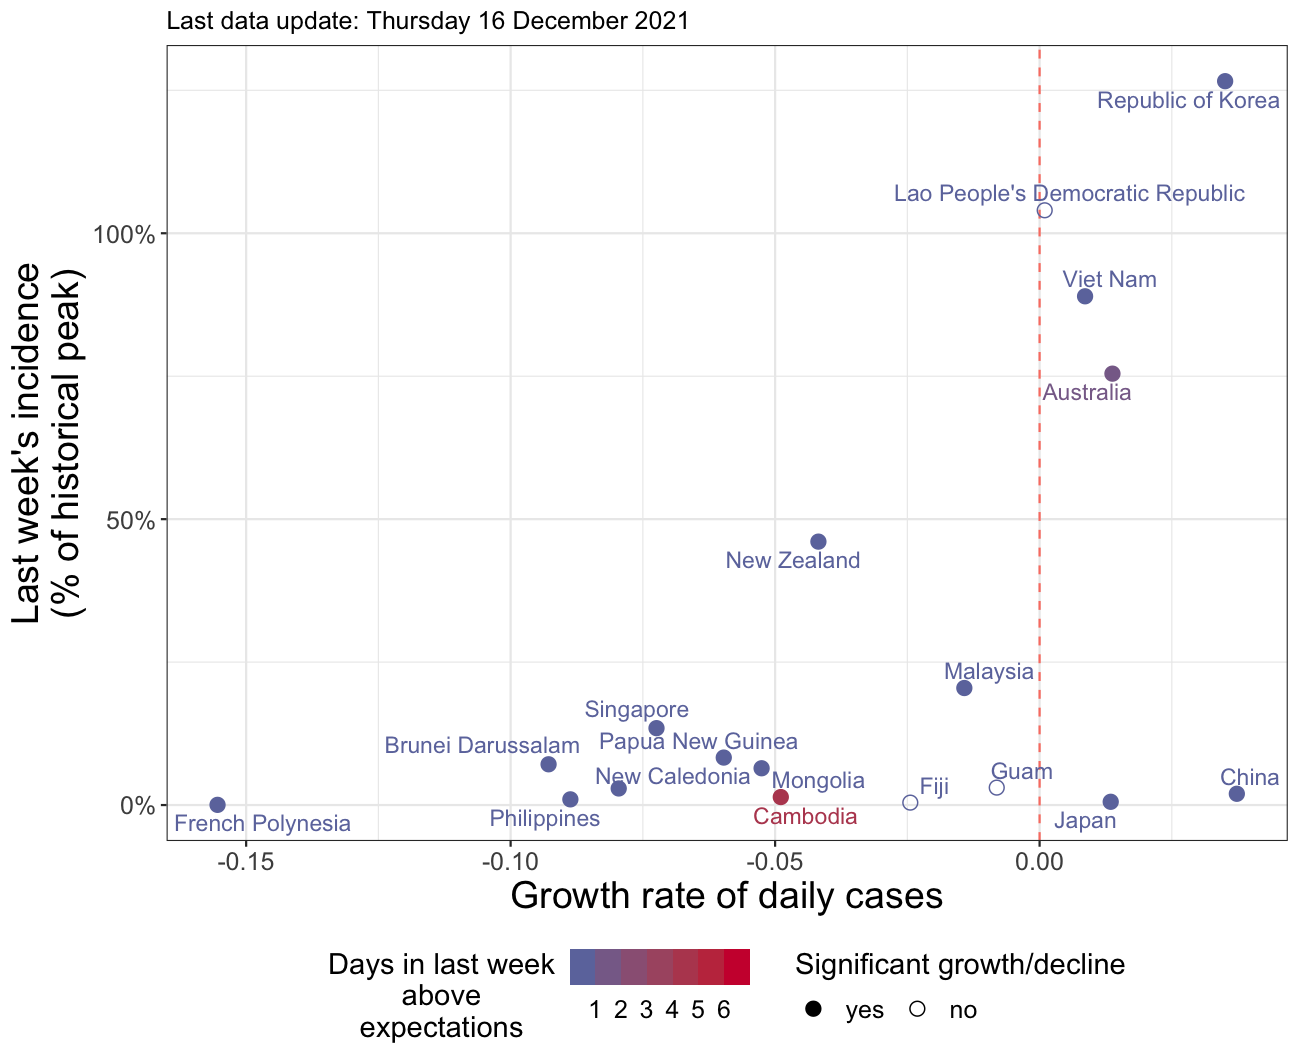 Last data update: Thursday 16 December 2021
Republic of Korea
Lao People's Democratic Republic
100%
Viet Nam
Australia
Last week's incidence
(% of historical peak)
50%
New Zealand
Malaysia
Singapore
Papua New Guinea
Brunei Darussalam
New Caledonia
Mongolia
Guam
Fiji
China
0%
French Polynesia
Philippines
Cambodia
Japan
-0.15
-0.10
-0.05
0.00
Growth rate of daily cases
Days in last week
above
expectations
1 2 3 4 5 6
Significant growth/decline
yes
no